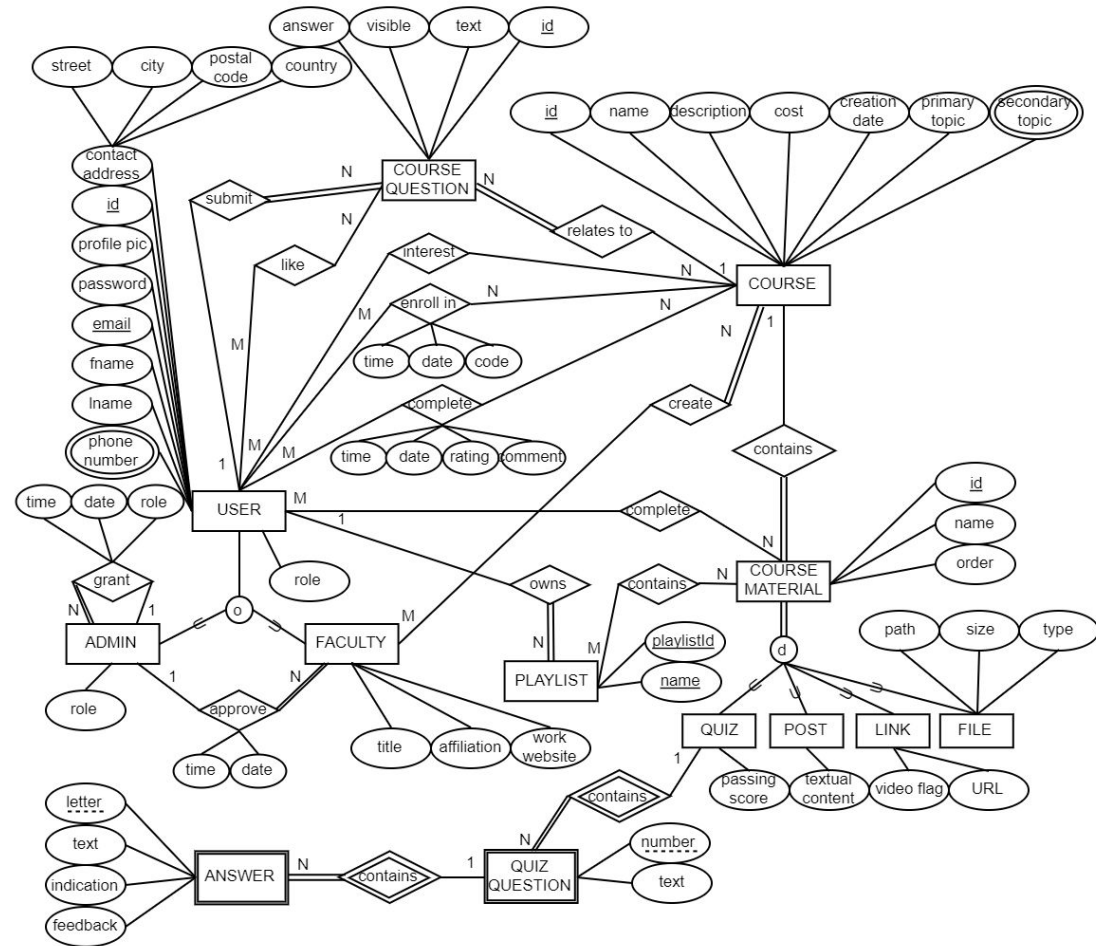 answer
visible
text
id
street
city
postal
code
country
id
name
description
cost
creation
date
primary
topic
secondary
topic
contact
address
COURSE
QUESTION
N
N
submit
id
N
relates to
profile pic
like
interest
N
1
COURSE
password
enroll in
N
N
email
M
M
N
1
fname
time
date
code
lname
complete
create
phone
number
M
M
1
time
date
rating
comment
contains
time
date
role
USER
M
1
complete
N
id
name
order
grant
role
owns
contains
N
COURSE
MATERIAL
N
1
o
U
U
M
N
M
ADMIN
FACULTY
playlistId
name
PLAYLIST
d
path
size
type
1
N
role
approve
U
U
U
U
QUIZ
POST
LINK
FILE
title
affiliation
work
website
time
date
1
passing
score
textual
content
video flag
URL
contains
letter
text
indication
feedback
ANSWER
N
contains
1
N
QUIZ
QUESTION
number
text